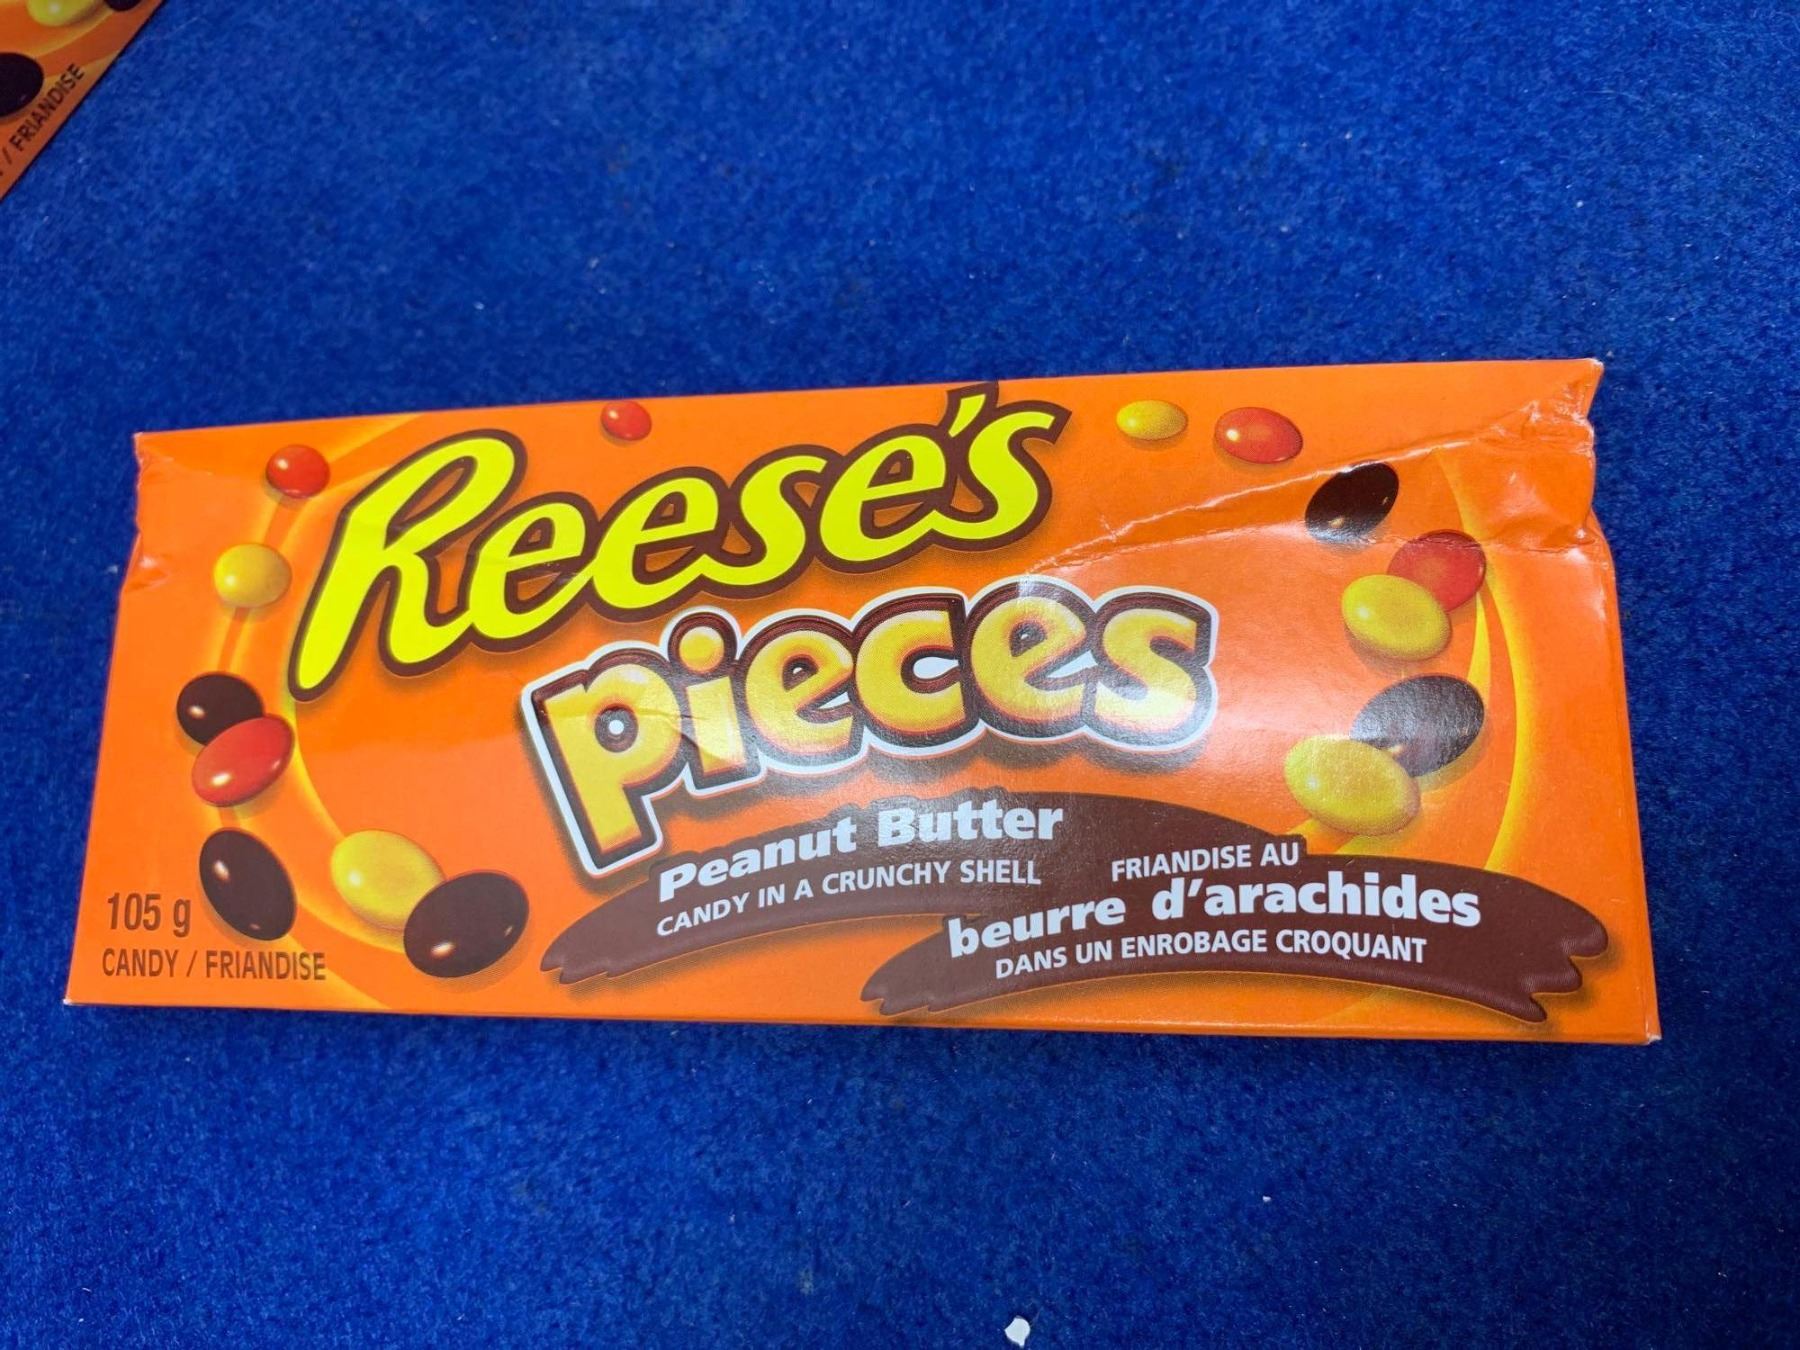 / FRIANDISE
Reese's
pieces
Peanut Butter
CANDY IN A CRUNCHY SHELL
FRIANDISE AU
beurre d'arachides
DANS UN ENROBAGE CROQUANT
105 g
CANDY / FRIANDISE